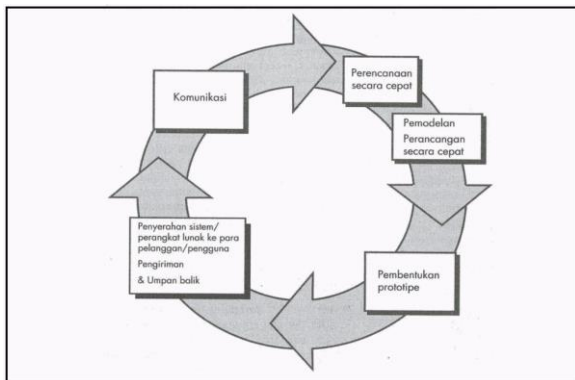 Komunikasi
Perencanaan
secara cepat
Pemodelan
Perancangan
secara cepat
Pembentukan
prototipe
Penyerahan sistem/
perangkat lunak ke para
pelanggan/pengguna
Pengiriman
& Umpan balik